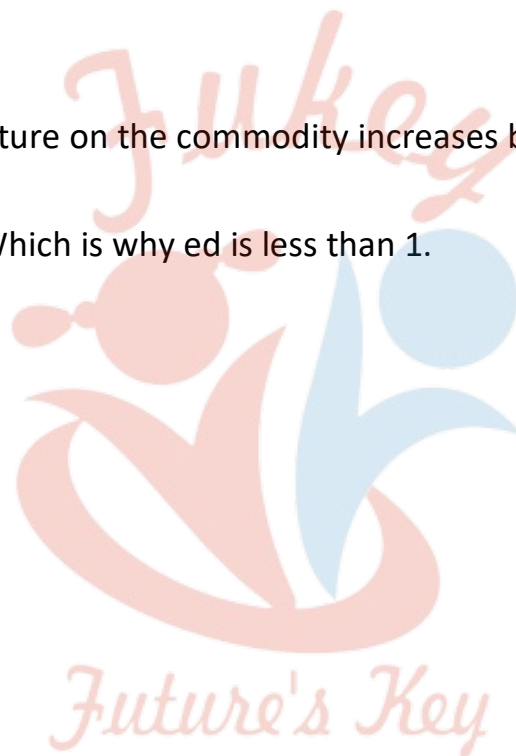 Fukey
ture on the commodity increases b
Which is why ed is less than 1.
Future's Key